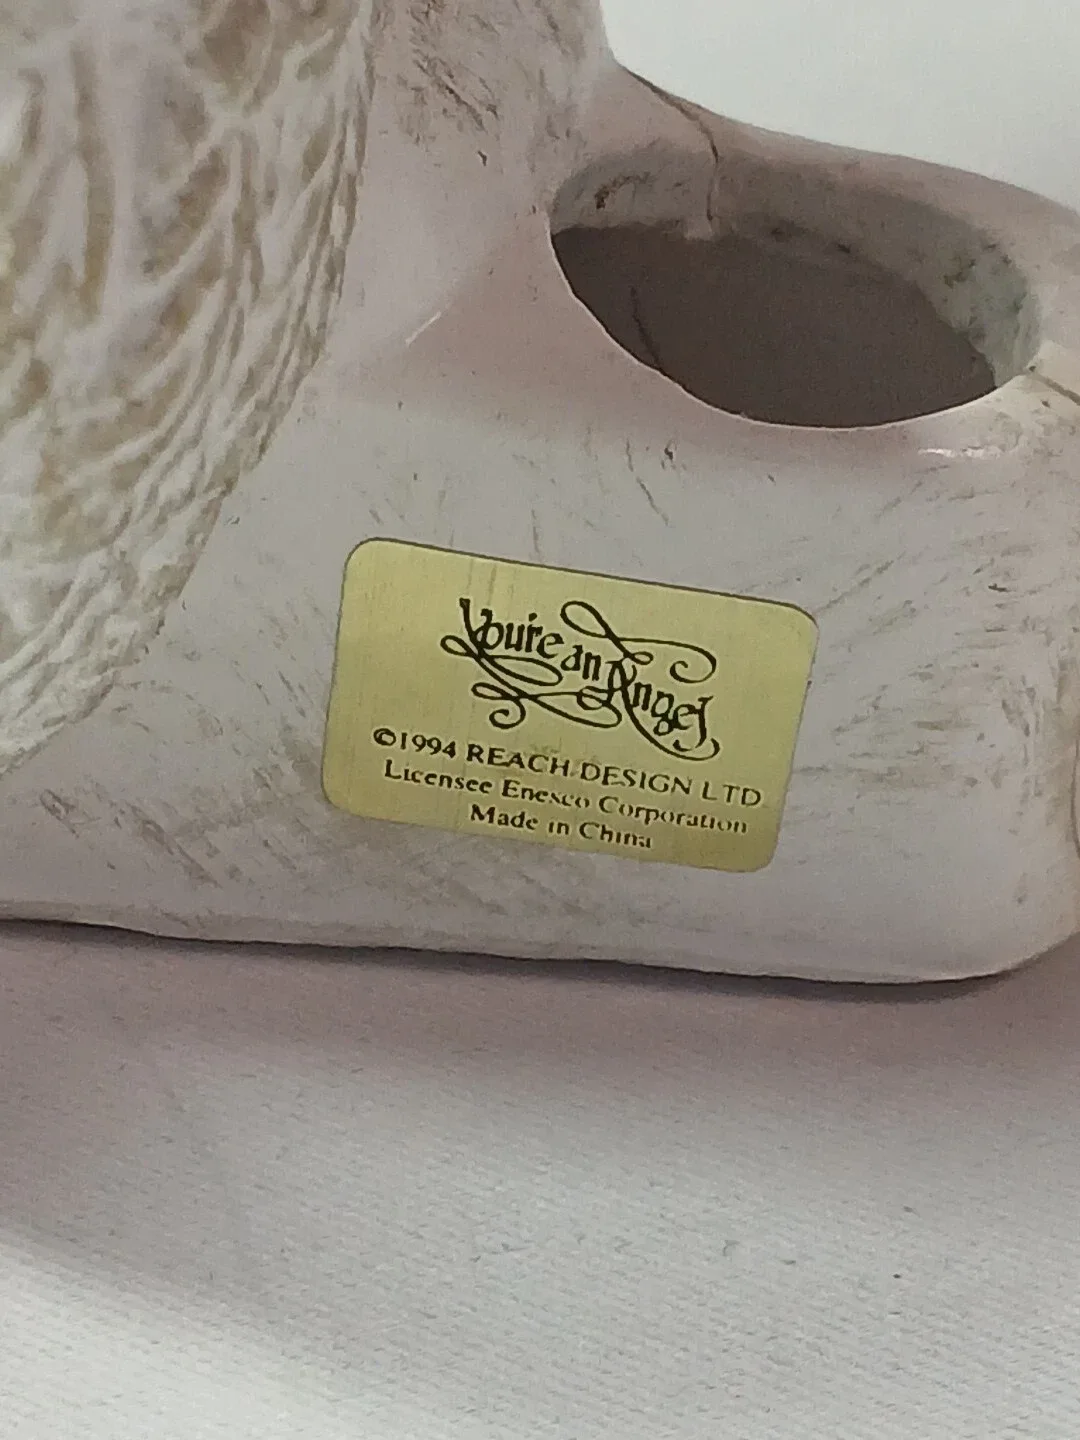 You're an Angel
©1994 REACH DESIGN LTD
Licensee Enesco Corporation
Made in China